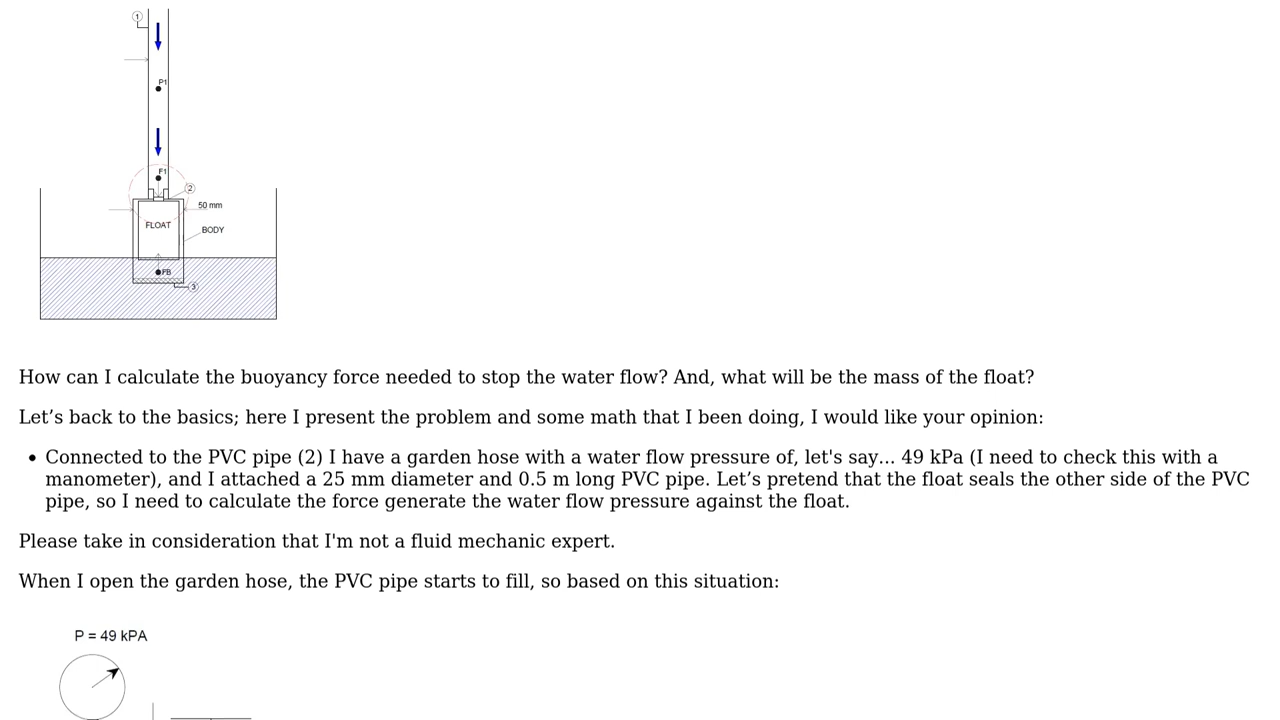 1
P1
F1
2
50 mm
FLOAT
BODY
FB
3
How can I calculate the buoyancy force needed to stop the water flow? And, what will be the mass of the float?
Let’s back to the basics; here I present the problem and some math that I been doing, I would like your opinion:
• Connected to the PVC pipe (2) I have a garden hose with a water flow pressure of, let's say... 49 kPa (I need to check this with a
manometer), and I attached a 25 mm diameter and 0.5 m long PVC pipe. Let’s pretend that the float seals the other side of the PVC
pipe, so I need to calculate the force generate the water flow pressure against the float.
Please take in consideration that I'm not a fluid mechanic expert.
When I open the garden hose, the PVC pipe starts to fill, so based on this situation:
P = 49 kPA